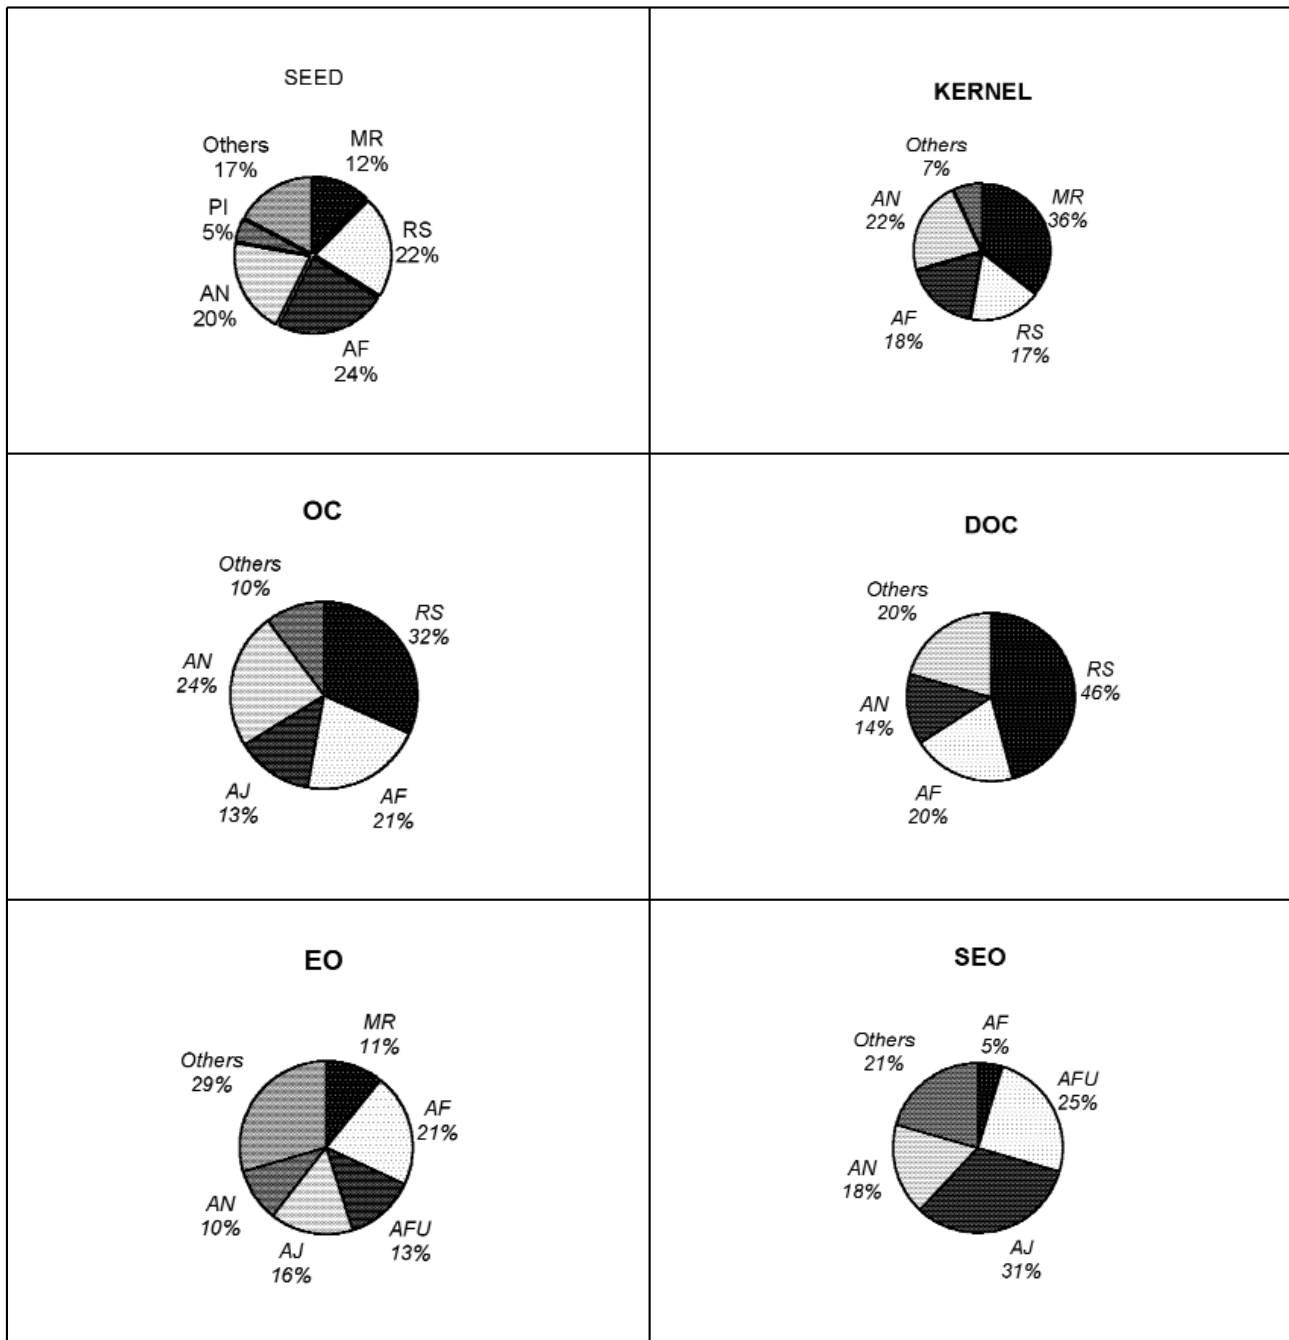 SEED
Others
17%
MR
12%
PI
5%
RS
22%
AN
20%
AF
24%
KERNEL
Others
7%
MR
36%
AN
22%
AF
18%
RS
17%
OC
Others
10%
RS
32%
AN
24%
AJ
13%
AF
21%
DOC
Others
20%
RS
46%
AN
14%
AF
20%
EO
MR
11%
Others
29%
AF
21%
AN
10%
AFU
13%
AJ
16%
SEO
AF
5%
Others
21%
AFU
25%
AN
18%
AJ
31%